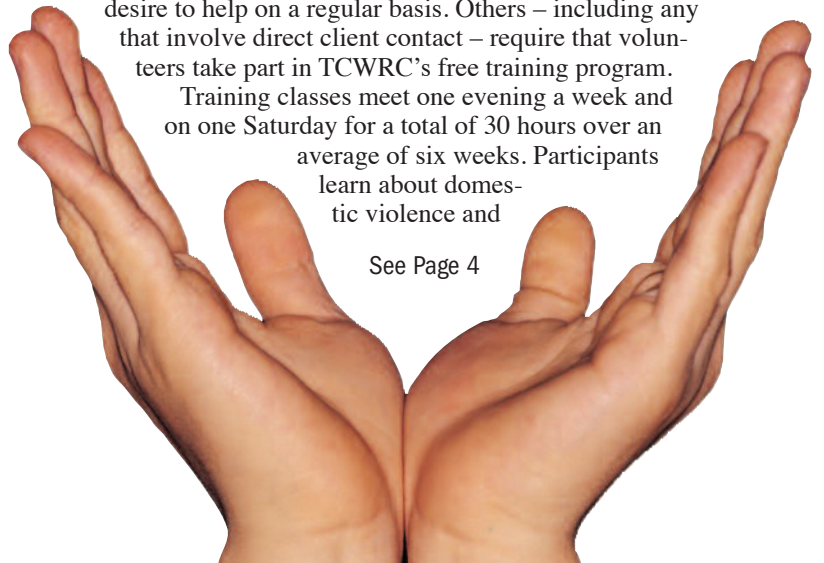 desire to help on a regular basis. Others – including any
that involve direct client contact – require that volun-
teers take part in TCWRC’s free training program.
Training classes meet one evening a week and
on one Saturday for a total of 30 hours over an
average of six weeks. Participants
learn about domes-
tic violence and
See Page 4